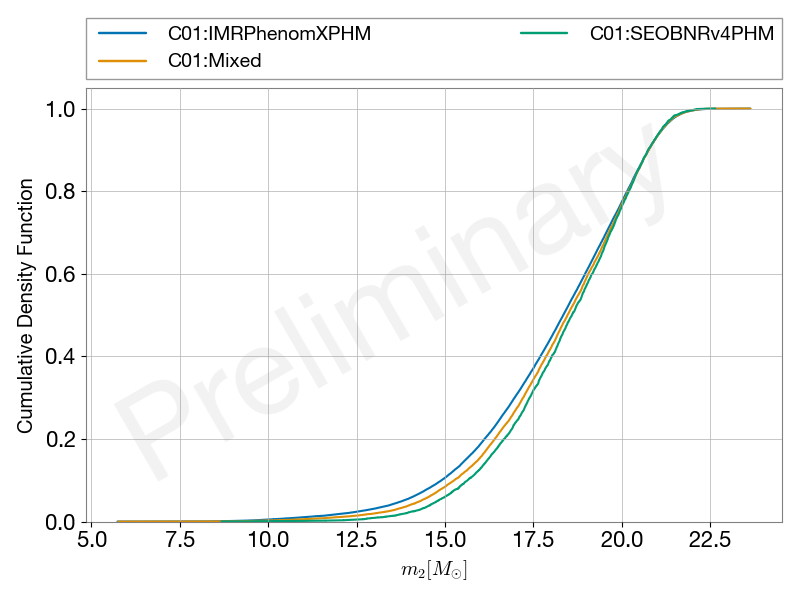 C01:IMRPhenomXPHM
C01:Mixed
C01:SEOBNRv4PHM
Cumulative Density Function
1.0
0.8
0.6
0.4
0.2
0.0
Preliminary
5.0 7.5 10.0 12.5 15.0 17.5 20.0 22.5
m₂[M⊙]